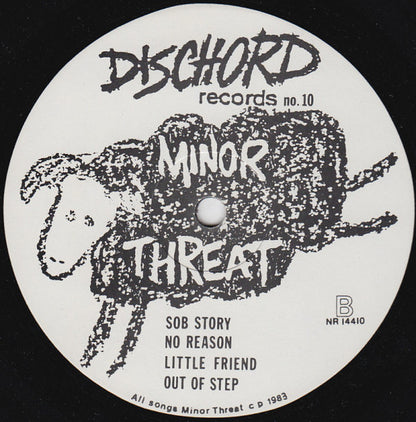 DISCHORD
records no. 10
MINOR
THREAT
SOB STORY
NO REASON
LITTLE FRIEND
OUT OF STEP
B
NR 14410
All songs Minor Threat c P 1983